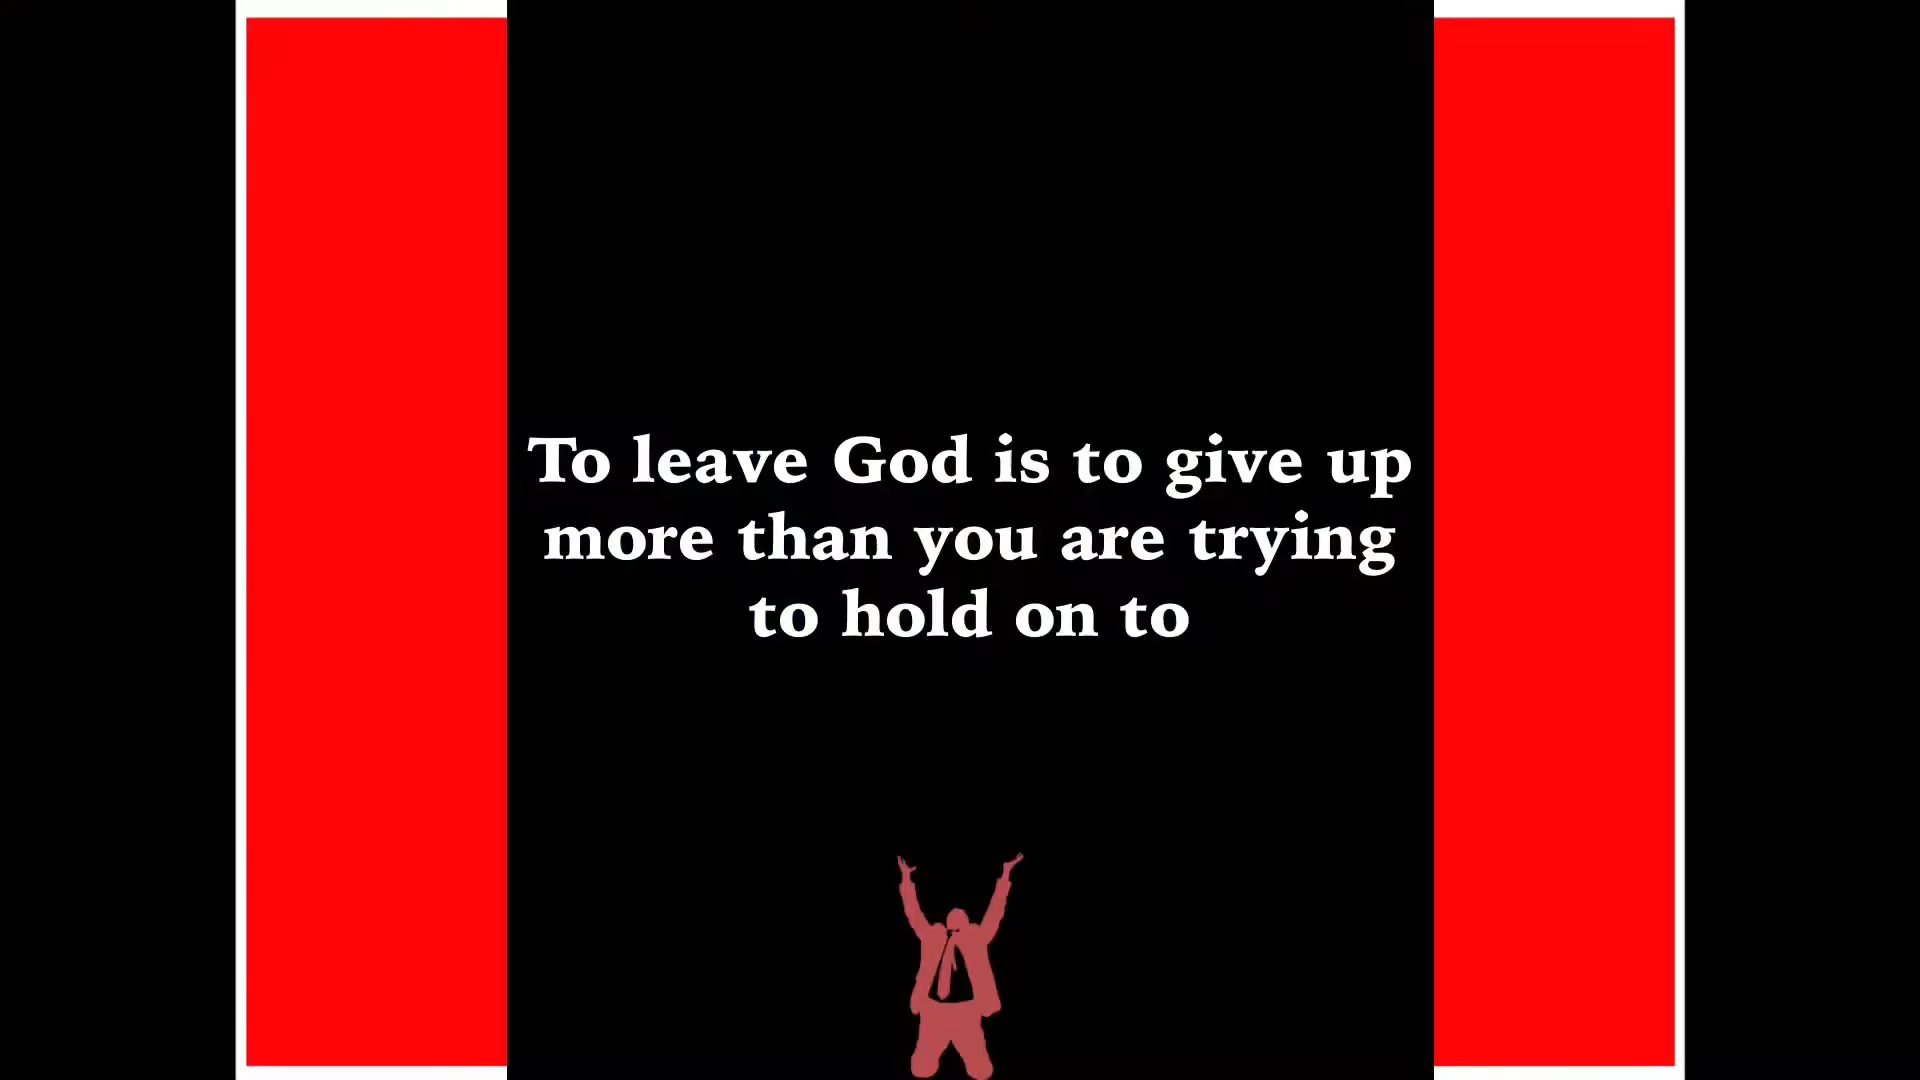 To leave God is to give up
more than you are trying
to hold on to